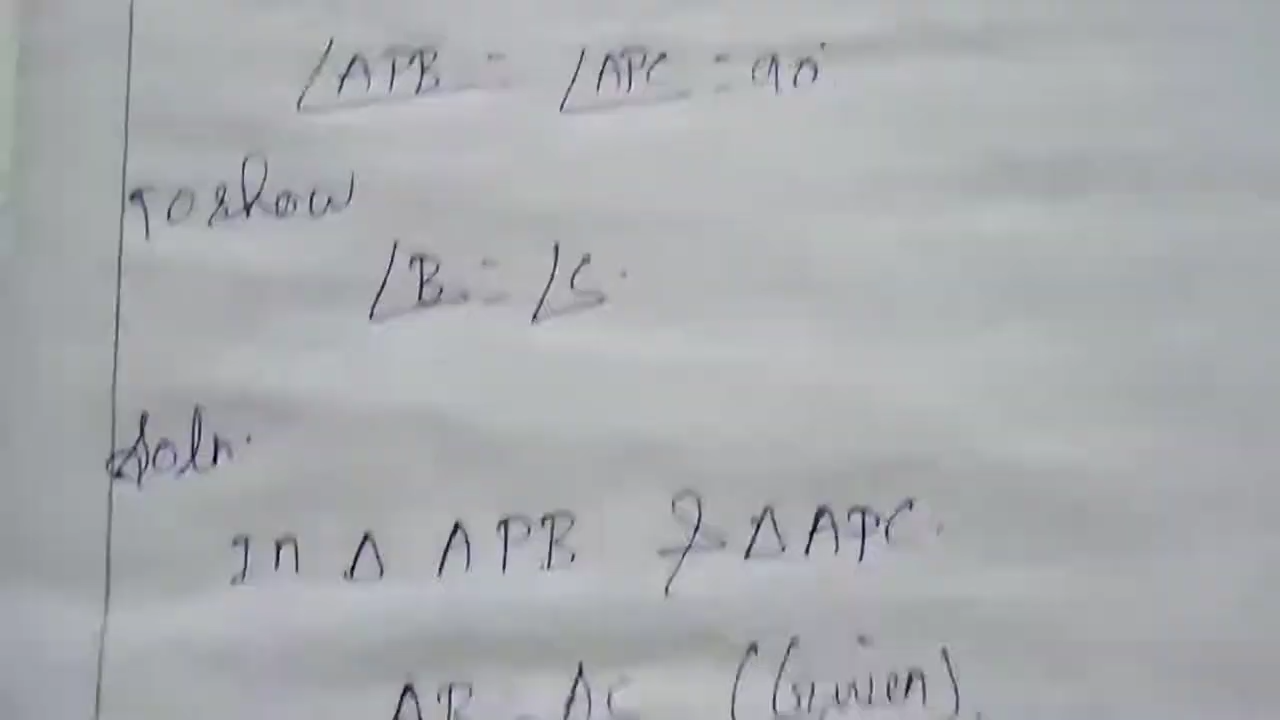 ∠APB = ∠APC = 90°
To show
∠B = ∠C.
Soln.
In Δ APB & Δ APC.
AB = AC (Given)